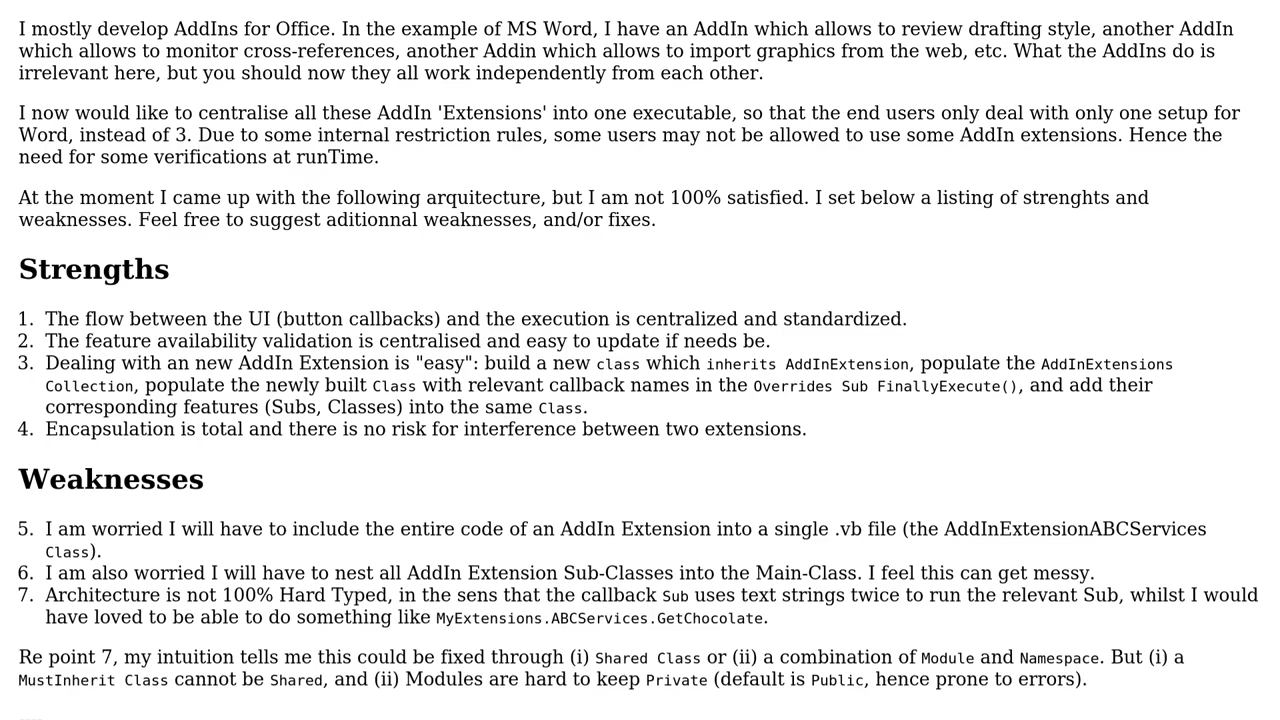 I mostly develop AddIns for Office. In the example of MS Word, I have an AddIn which allows to review drafting style, another AddIn
which allows to monitor cross-references, another Addin which allows to import graphics from the web, etc. What the AddIns do is
irrelevant here, but you should now they all work independently from each other.
I now would like to centralise all these AddIn 'Extensions' into one executable, so that the end users only deal with only one setup for
Word, instead of 3. Due to some internal restriction rules, some users may not be allowed to use some AddIn extensions. Hence the
need for some verifications at runTime.
At the moment I came up with the following arquitecture, but I am not 100% satisfied. I set below a listing of strenghts and
weaknesses. Feel free to suggest aditionnal weaknesses, and/or fixes.
Strengths
1. The flow between the UI (button callbacks) and the execution is centralized and standardized.
2. The feature availability validation is centralised and easy to update if needs be.
3. Dealing with an new AddIn Extension is "easy": build a new class which inherits AddInExtension, populate the AddInExtensions
Collection, populate the newly built Class with relevant callback names in the Overrides Sub FinallyExecute(), and add their
corresponding features (Subs, Classes) into the same Class.
4. Encapsulation is total and there is no risk for interference between two extensions.
Weaknesses
5. I am worried I will have to include the entire code of an AddIn Extension into a single .vb file (the AddInExtensionABCServices
Class).
6. I am also worried I will have to nest all AddIn Extension Sub-Classes into the Main-Class. I feel this can get messy.
7. Architecture is not 100% Hard Typed, in the sens that the callback Sub uses text strings twice to run the relevant Sub, whilst I would
have loved to be able to do something like MyExtensions.ABCServices.GetChocolate.
Re point 7, my intuition tells me this could be fixed through (i) Shared Class or (ii) a combination of Module and Namespace. But (i) a
MustInherit Class cannot be Shared, and (ii) Modules are hard to keep Private (default is Public, hence prone to errors).